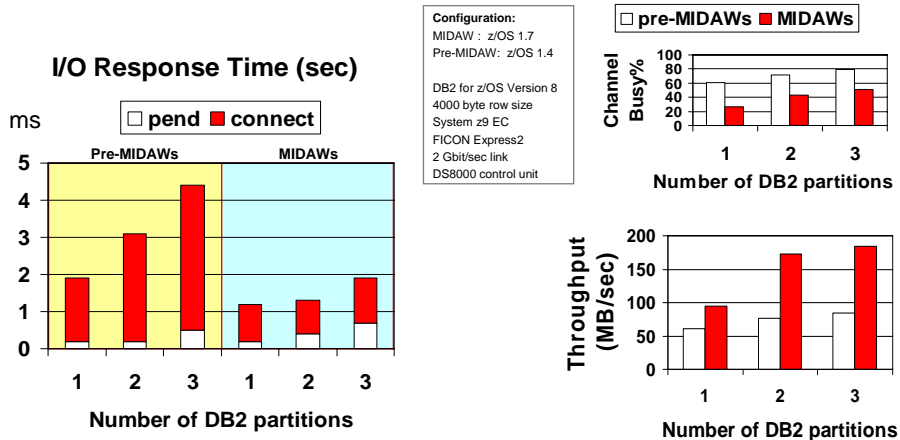 I/O Response Time (sec)
ms
pend connect
Pre-MIDAWs MIDAWs
5
4
3
2
1
0
1 2 3 1 2 3
Number of DB2 partitions
Configuration:
MIDAW : z/OS 1.7
Pre-MIDAW: z/OS 1.4
DB2 for z/OS Version 8
4000 byte row size
System z9 EC
FICON Express2
2 Gbit/sec link
DS8000 control unit
pre-MIDAWs MIDAWs
Channel
Busy%
100
80
60
40
20
0
1 2 3
Number of DB2 partitions
Throughput
(MB/sec)
200
150
100
50
0
1 2 3
Number of DB2 partitions